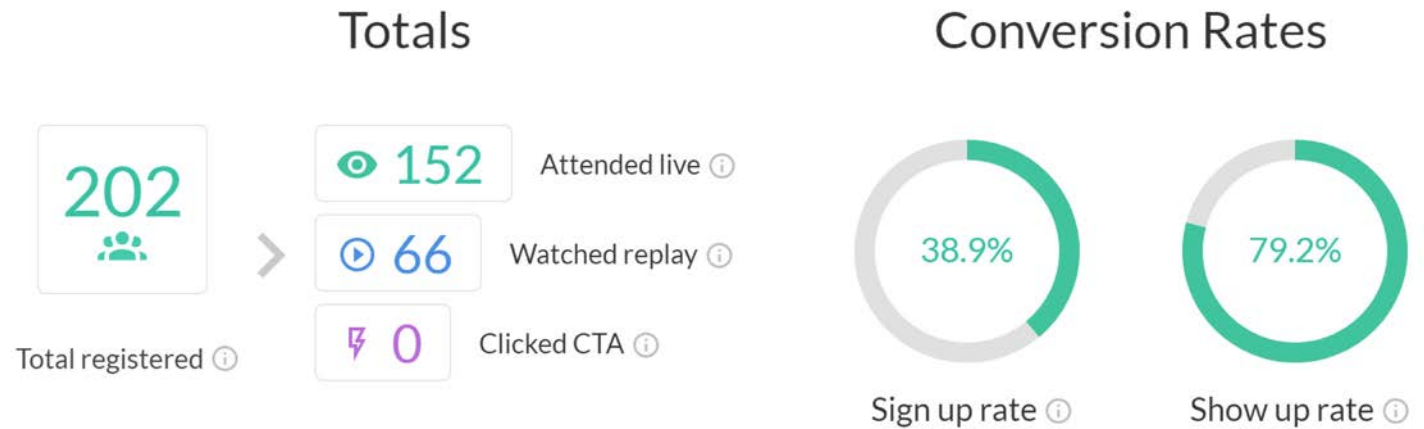 Totals
202
Total registered
152 Attended live
66 Watched replay
0 Clicked CTA
Conversion Rates
38.9%
Sign up rate
79.2%
Show up rate